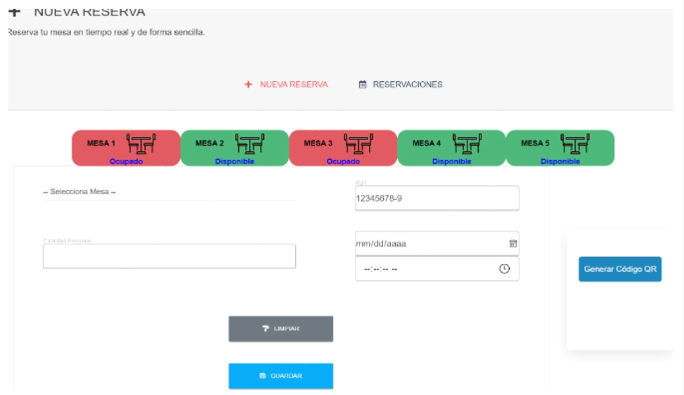 NUEVA RESERVA
Reserva tu mesa en tiempo real y de forma sencilla.
NUEVA RESERVA RESERVACIONES
MESA 1 MESA 2 MESA 3 MESA 4 MESA 5
Ocupado Disponible Ocupado Disponible Disponible
-- Selecciona Mesa --
12345678-9
Cantidad Personas
mm/dd/aaaa
--:--:-- --
Generar Código QR
LIMPIAR
GUARDAR